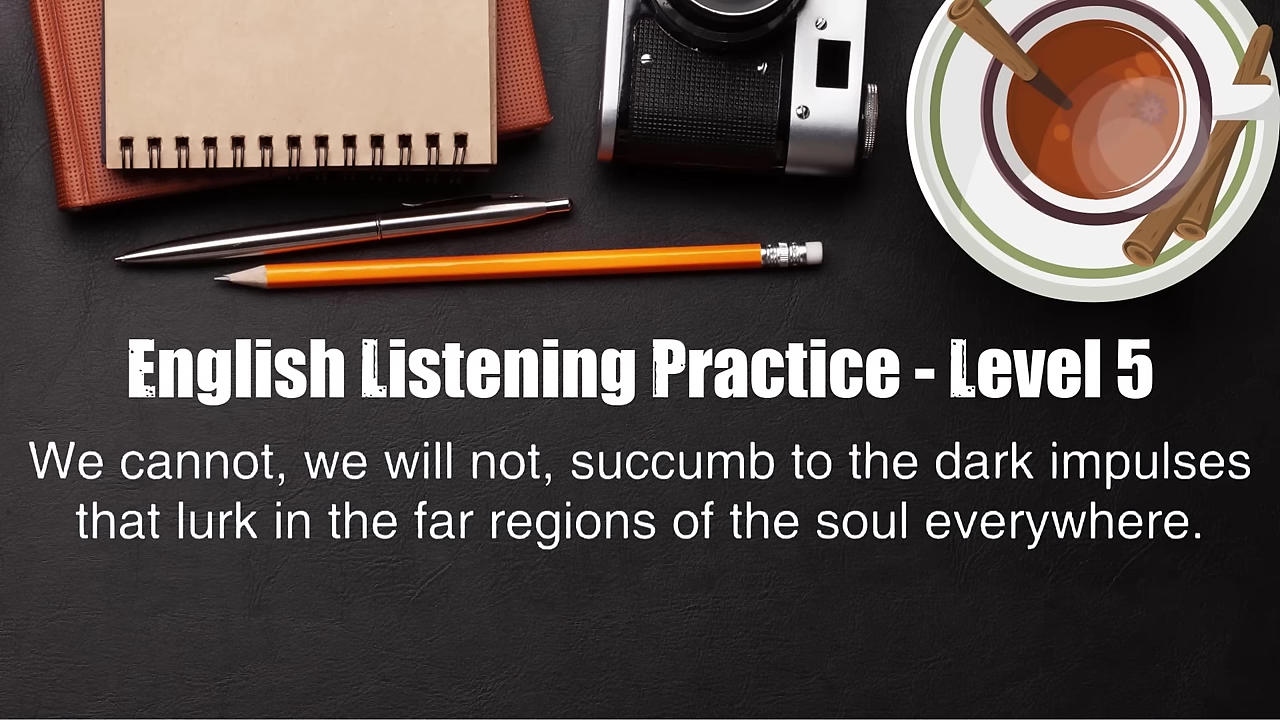 English Listening Practice - Level 5
We cannot, we will not, succumb to the dark impulses
that lurk in the far regions of the soul everywhere.